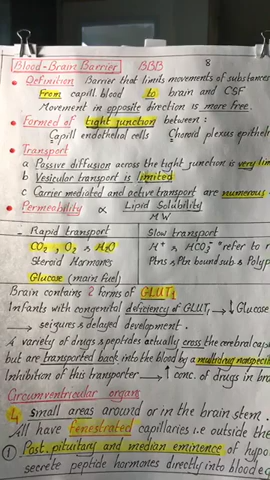 Blood-Brain Barrier BBB 8
• Definition Barrier that limits movements of substances
From capill. blood to brain and CSF
Movement in opposite direction is more free.
• Formed of tight junction between:
Capill endothelial cells Choroid plexus epithel
• Transport
a Passive diffusion across the tight junction is very lim
b Vesicular transport is limited
c Carrier mediated and active transport are numerous
• Permeability ∝ Lipid Solubility
MW
- Rapid transport Slow transport
CO2, O2 & H2O H+ & HCO3- "refer to r
Steroid Hormones Ptns, Ptn bound sub & Polyp
Glucose (main fuel)
Brain contains 2 forms of GLUT1
Infants with congenital deficiency of GLUT1 → ↓ Glucose
→ seizures & delayed development.
A variety of drugs & peptides actually cross the cerebral cap
but are transported back into the blood by a multidrug nonspecif
Inhibition of this transporter → ↑ conc. of drugs in br
Circumventricular organs
4 Small areas around or in the brain stem.
All have fenestrated capillaries i.e outside the
① Post. pituitary and median eminence of hypo
secrete peptide hormones directly into blood